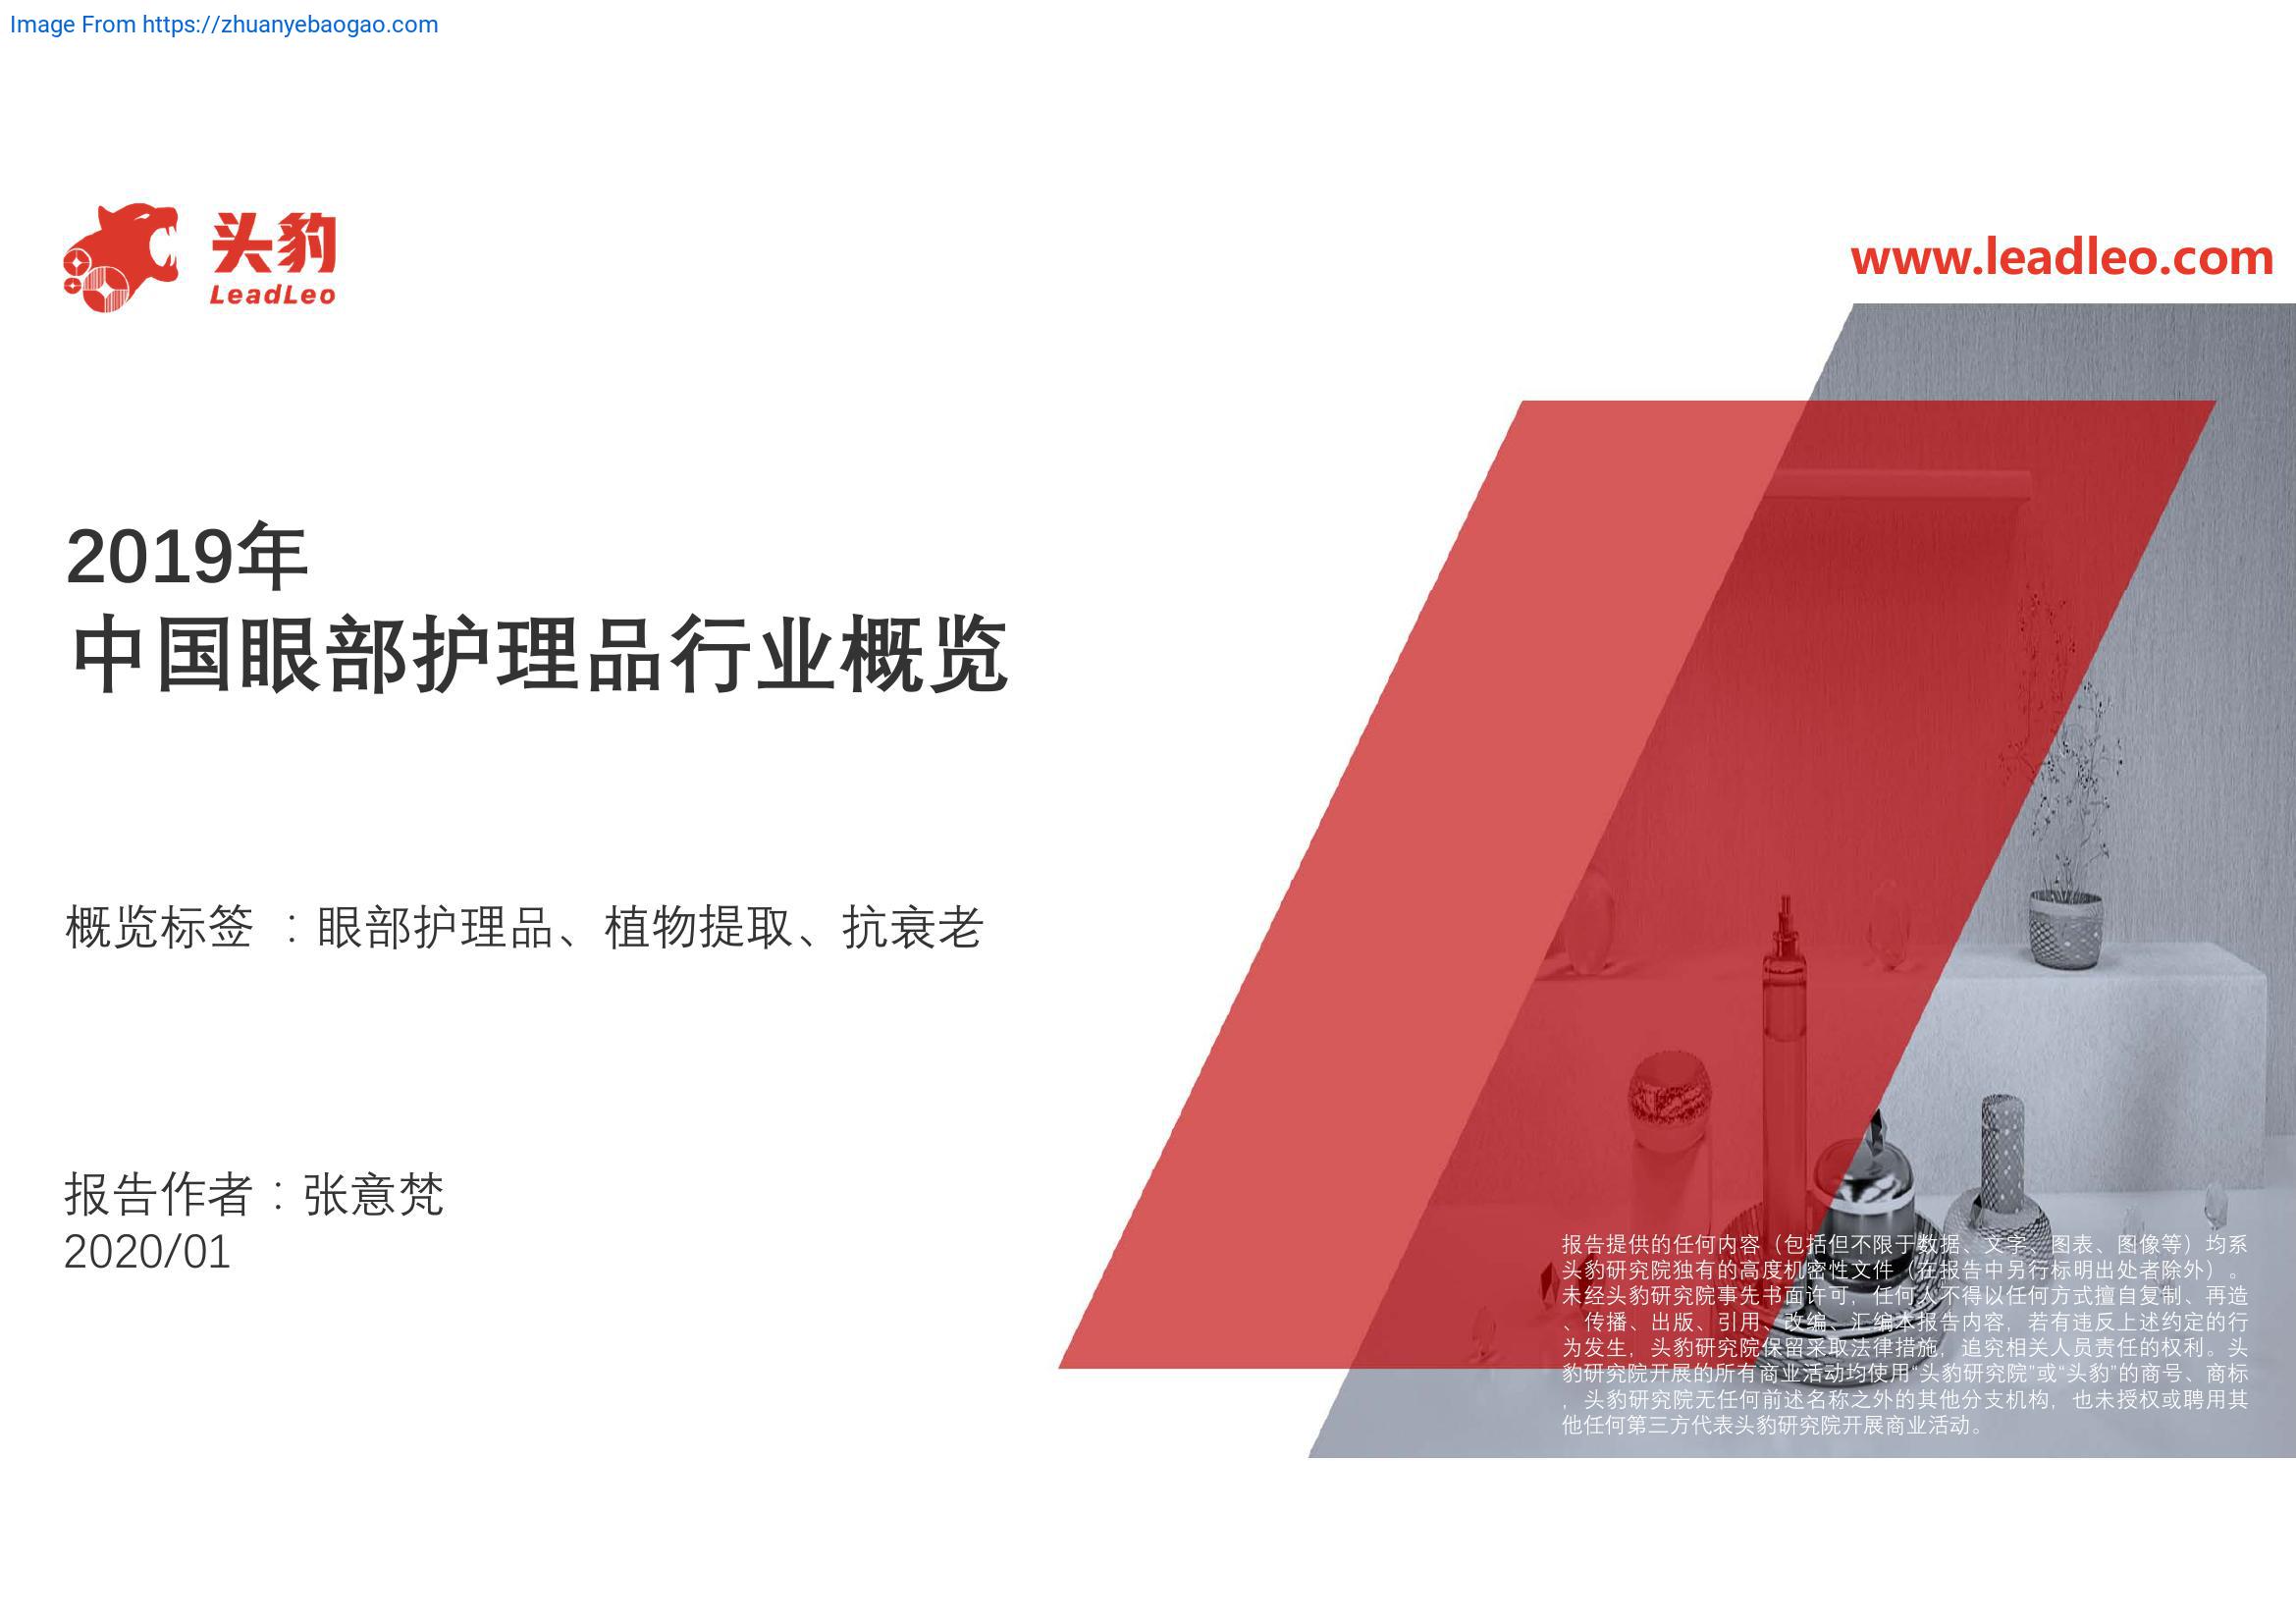 Image From https://zhuanyebaogao.com
头豹
LeadLeo
www.leadleo.com
2019年
中国眼部护理品行业概览
概览标签 ：眼部护理品、植物提取、抗衰老
报告作者：张意梵
2020/01
报告提供的任何内容（包括但不限于数据、文字、图表、图像等）均系
头豹研究院独有的高度机密性文件（在报告中另行标明出处者除外）。
未经头豹研究院事先书面许可，任何人不得以任何方式擅自复制、再造
、传播、出版、引用、改编、汇编本报告内容，若有违反上述约定的行
为发生，头豹研究院保留采取法律措施，追究相关人员责任的权利。头
豹研究院开展的所有商业活动均使用“头豹研究院”或“头豹”的商号、商标
，头豹研究院无任何前述名称之外的其他分支机构，也未授权或聘用其
他任何第三方代表头豹研究院开展商业活动。